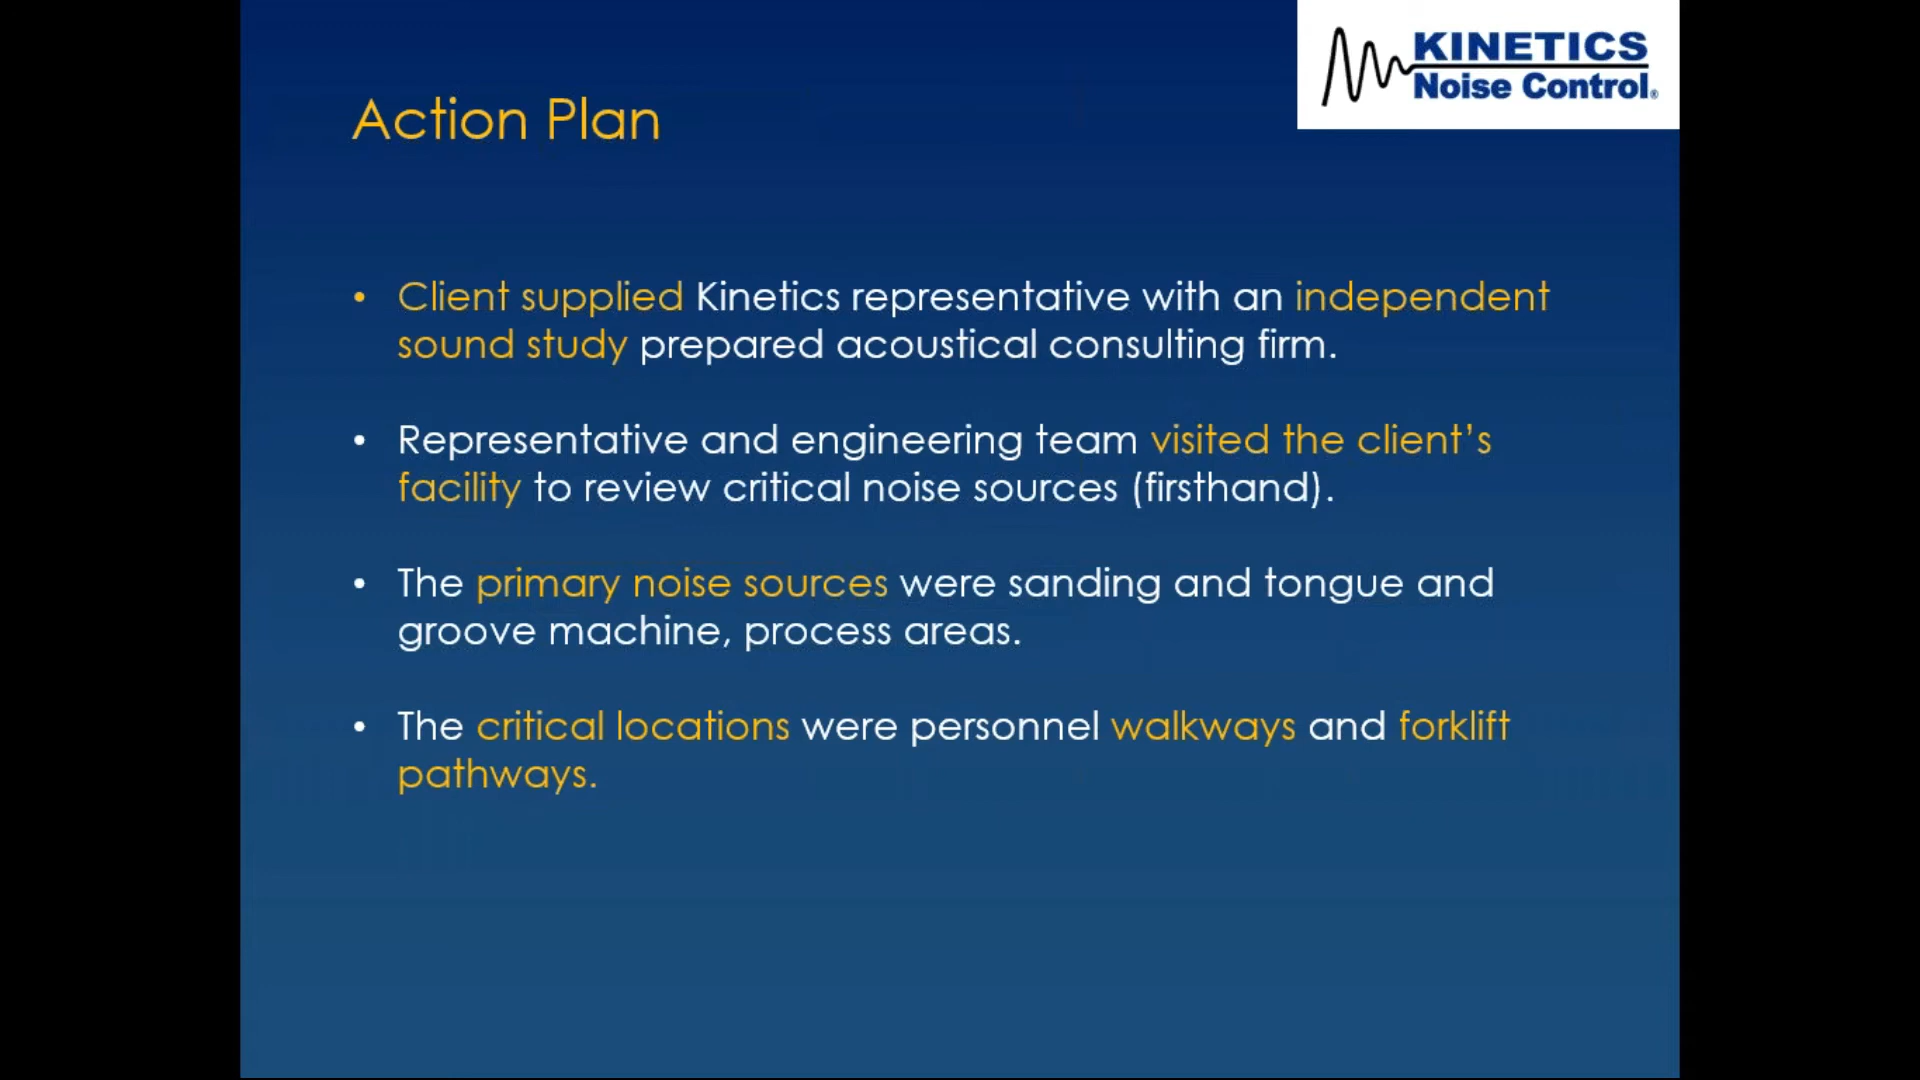 KINETICS
Noise Control®
Action Plan
• Client supplied Kinetics representative with an independent
sound study prepared acoustical consulting firm.
• Representative and engineering team visited the client’s
facility to review critical noise sources (firsthand).
• The primary noise sources were sanding and tongue and
groove machine, process areas.
• The critical locations were personnel walkways and forklift
pathways.